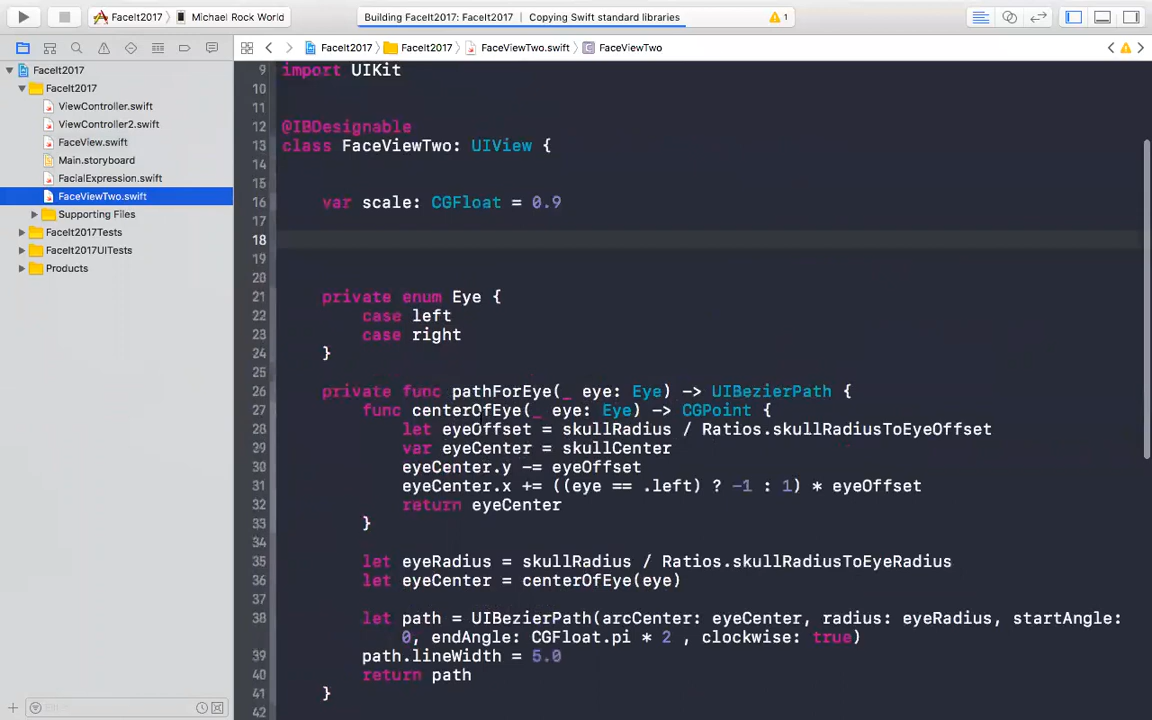 FaceIt2017
Michael Rock World
Building FaceIt2017: FaceIt2017
Copying Swift standard libraries
1
FaceIt2017
FaceIt2017
FaceViewTwo.swift
C FaceViewTwo
FaceIt2017
FaceIt2017
ViewController.swift
ViewController2.swift
FaceView.swift
Main.storyboard
FacialExpression.swift
FaceViewTwo.swift
Supporting Files
FaceIt2017Tests
FaceIt2017UITests
Products
Filter
9 import UIKit
10
11
12 @IBDesignable
13 class FaceViewTwo: UIView {
14
15
16 var scale: CGFloat = 0.9
17
18
19
20
21 private enum Eye {
22 case left
23 case right
24 }
25
26 private func pathForEye(_ eye: Eye) -> UIBezierPath {
27 func centerOfEye(_ eye: Eye) -> CGPoint {
28 let eyeOffset = skullRadius / Ratios.skullRadiusToEyeOffset
29 var eyeCenter = skullCenter
30 eyeCenter.y -= eyeOffset
31 eyeCenter.x += ((eye == .left) ? -1 : 1) * eyeOffset
32 return eyeCenter
33 }
34
35 let eyeRadius = skullRadius / Ratios.skullRadiusToEyeRadius
36 let eyeCenter = centerOfEye(eye)
37
38 let path = UIBezierPath(arcCenter: eyeCenter, radius: eyeRadius, startAngle:
0, endAngle: CGFloat.pi * 2 , clockwise: true)
39 path.lineWidth = 5.0
40 return path
41 }
42